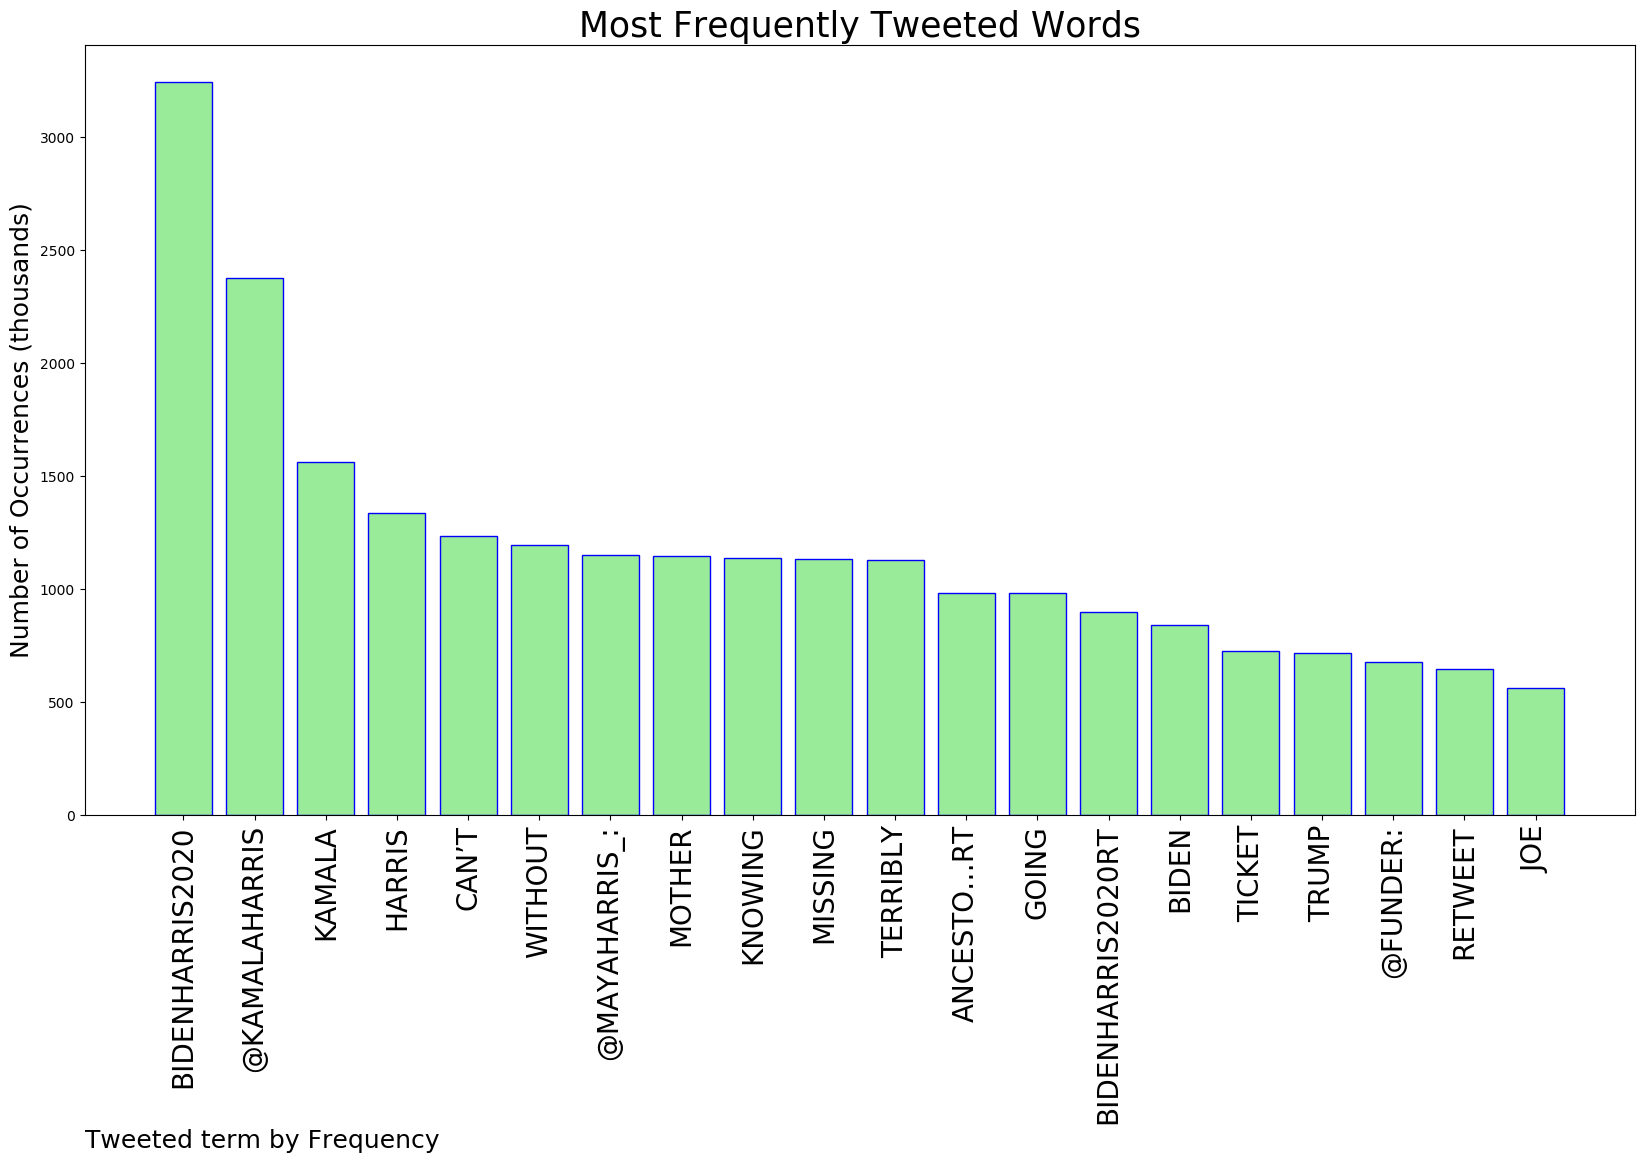 Most Frequently Tweeted Words
Number of Occurrences (thousands)
3000
2500
2000
1500
1000
500
0
BIDENHARRIS2020
@KAMALAHARRIS
KAMALA
HARRIS
CAN’T
WITHOUT
@MAYAHARRIS_:
MOTHER
KNOWING
MISSING
TERRIBLY
ANCESTO…RT
GOING
BIDENHARRIS2020RT
BIDEN
TICKET
TRUMP
@FUNDER:
RETWEET
JOE
Tweeted term by Frequency